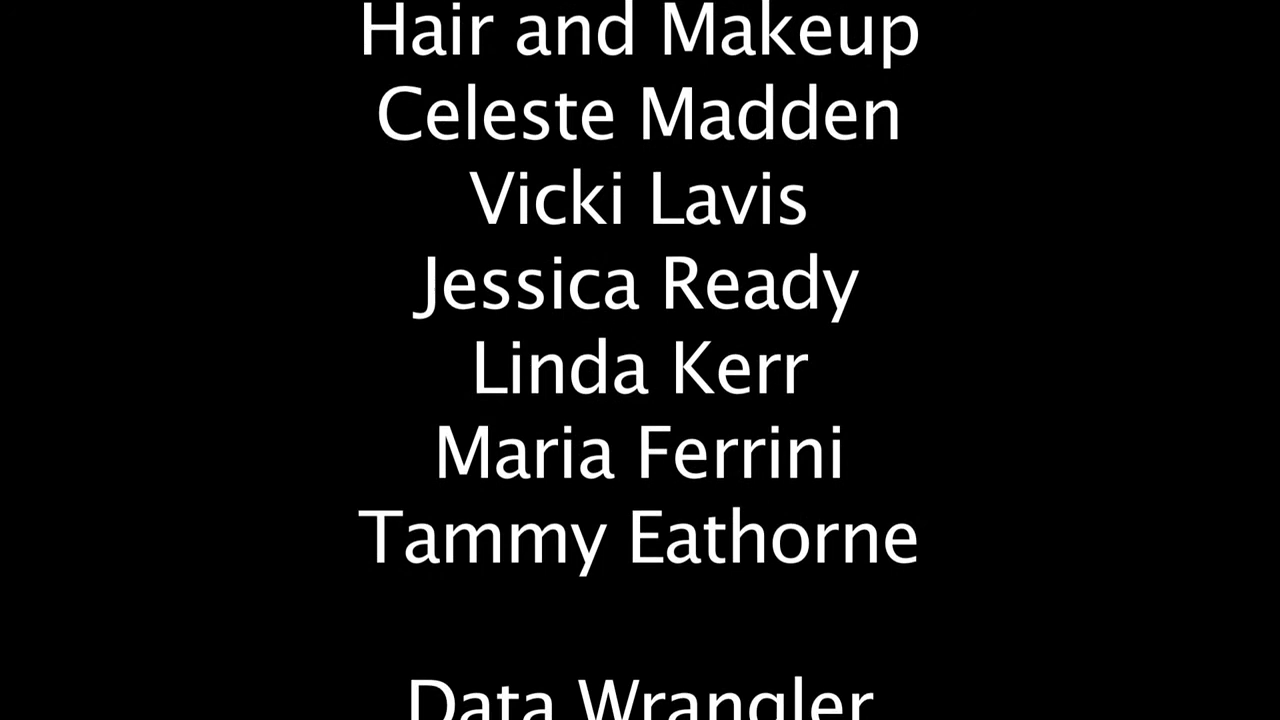 Hair and Makeup
Celeste Madden
Vicki Lavis
Jessica Ready
Linda Kerr
Maria Ferrini
Tammy Eathorne
Data Wrangler